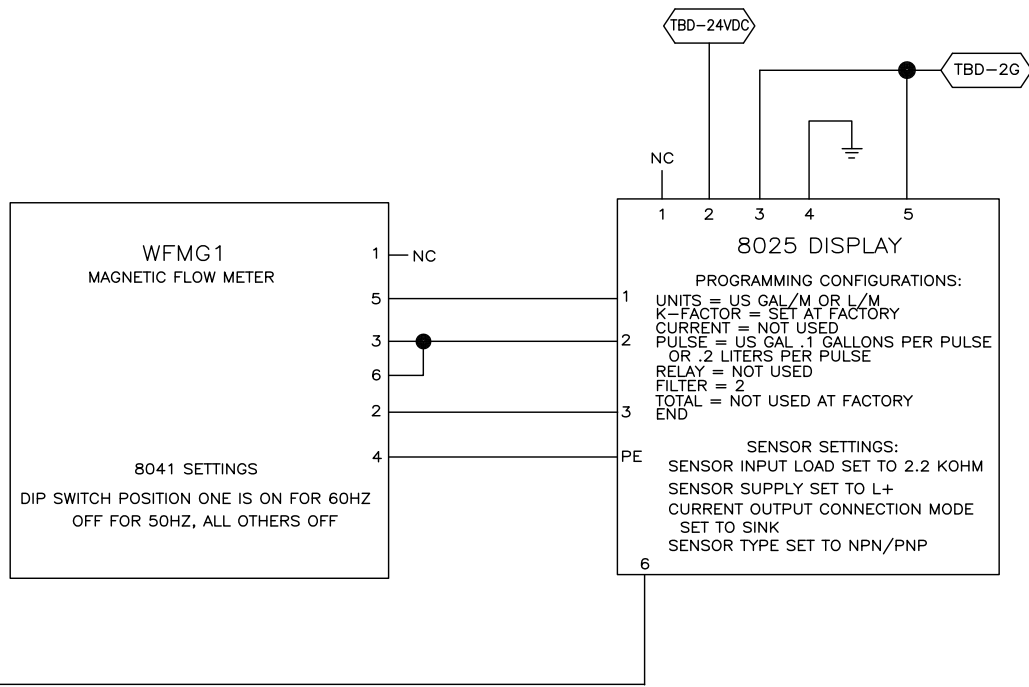 TBD-24VDC
TBD-2G
NC
1 2 3 4 5
WFMG1
MAGNETIC FLOW METER
1 NC
5
3
6
2
4
8041 SETTINGS
DIP SWITCH POSITION ONE IS ON FOR 60HZ
OFF FOR 50HZ, ALL OTHERS OFF
8025 DISPLAY
PROGRAMMING CONFIGURATIONS:
1
UNITS = US GAL/M OR L/M
K-FACTOR = SET AT FACTORY
CURRENT = NOT USED
2
PULSE = US GAL .1 GALLONS PER PULSE
OR .2 LITERS PER PULSE
RELAY = NOT USED
FILTER = 2
TOTAL = NOT USED AT FACTORY
3
END
PE
SENSOR SETTINGS:
SENSOR INPUT LOAD SET TO 2.2 KOHM
SENSOR SUPPLY SET TO L+
CURRENT OUTPUT CONNECTION MODE
SET TO SINK
SENSOR TYPE SET TO NPN/PNP
6